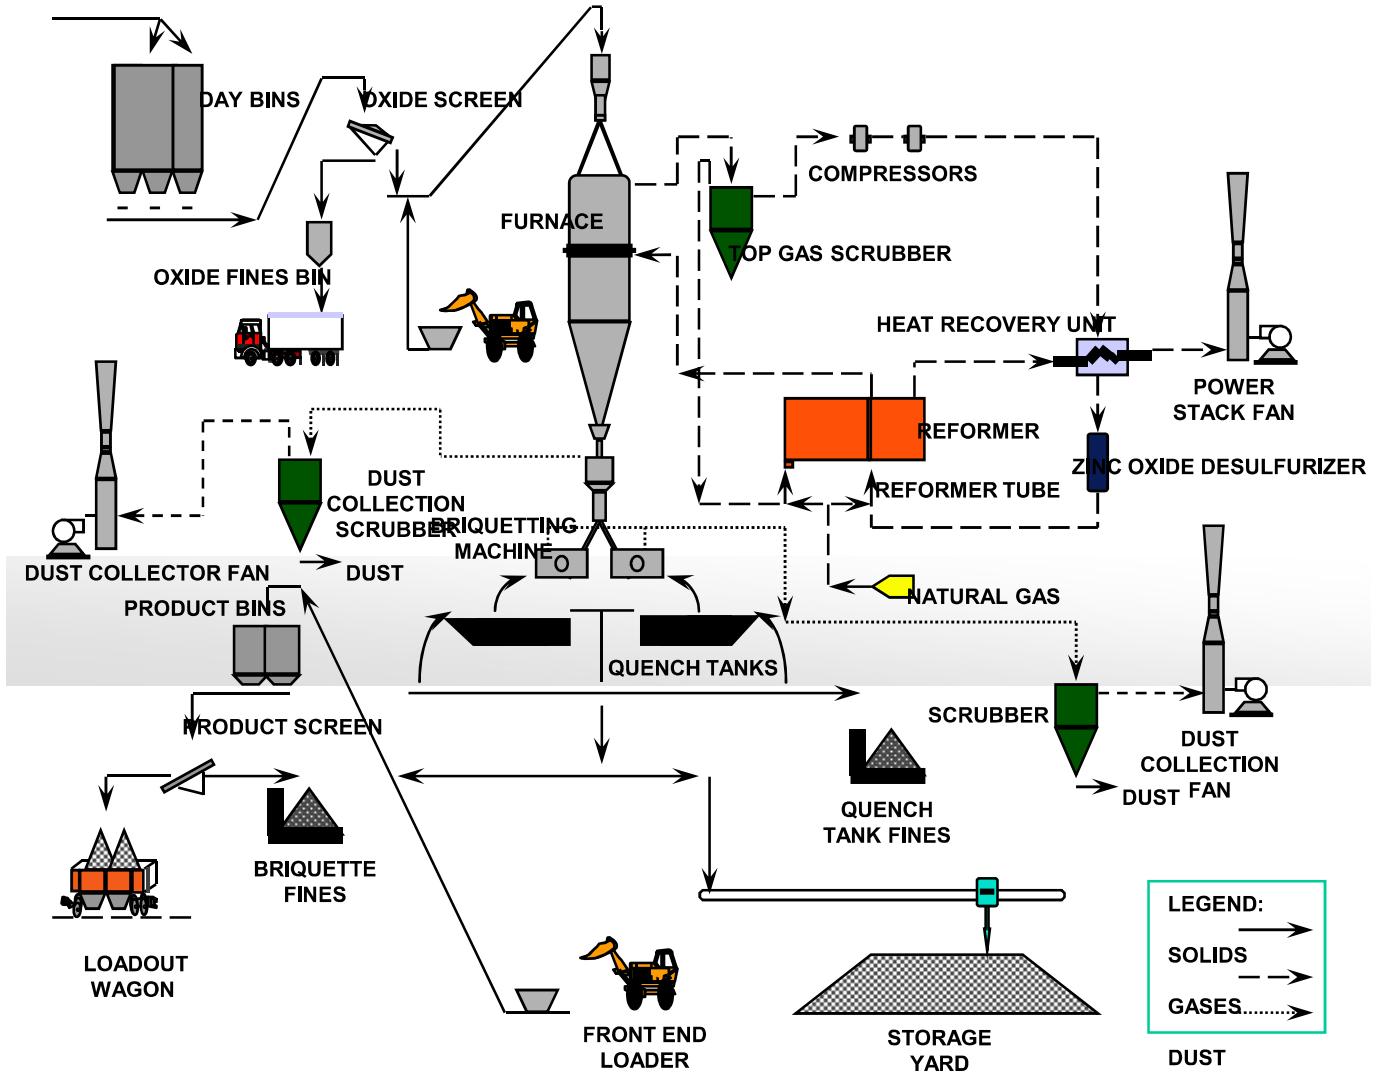 DAY BINS
OXIDE SCREEN
COMPRESSORS
FURNACE
TOP GAS SCRUBBER
OXIDE FINES BIN
HEAT RECOVERY UNIT
POWER
STACK FAN
REFORMER
ZINC OXIDE DESULFURIZER
DUST
COLLECTION
SCRUBBER
REFORMER TUBE
BRIQUETTING
MACHINE
DUST COLLECTOR FAN
DUST
NATURAL GAS
PRODUCT BINS
QUENCH TANKS
PRODUCT SCREEN
SCRUBBER
DUST
COLLECTION
FAN
DUST
QUENCH
TANK FINES
BRIQUETTE
FINES
LOADOUT
WAGON
FRONT END
LOADER
STORAGE
YARD
LEGEND:
SOLIDS
GASES
DUST